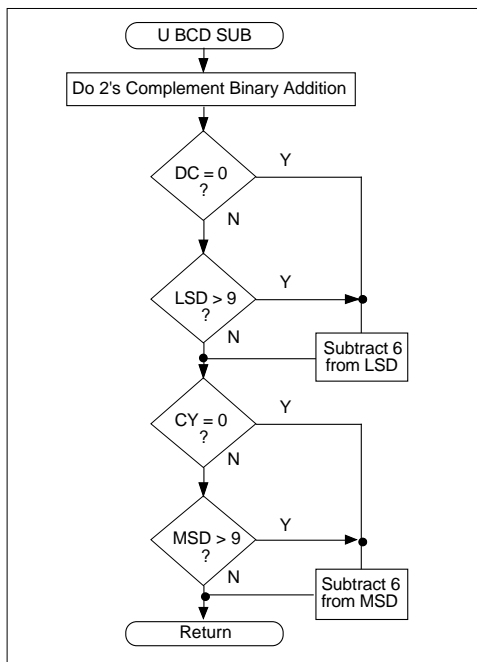 U BCD SUB
Do 2's Complement Binary Addition
DC = 0
?
Y
N
LSD > 9
?
Y
N
Subtract 6
from LSD
CY = 0
?
Y
N
MSD > 9
?
Y
N
Subtract 6
from MSD
Return